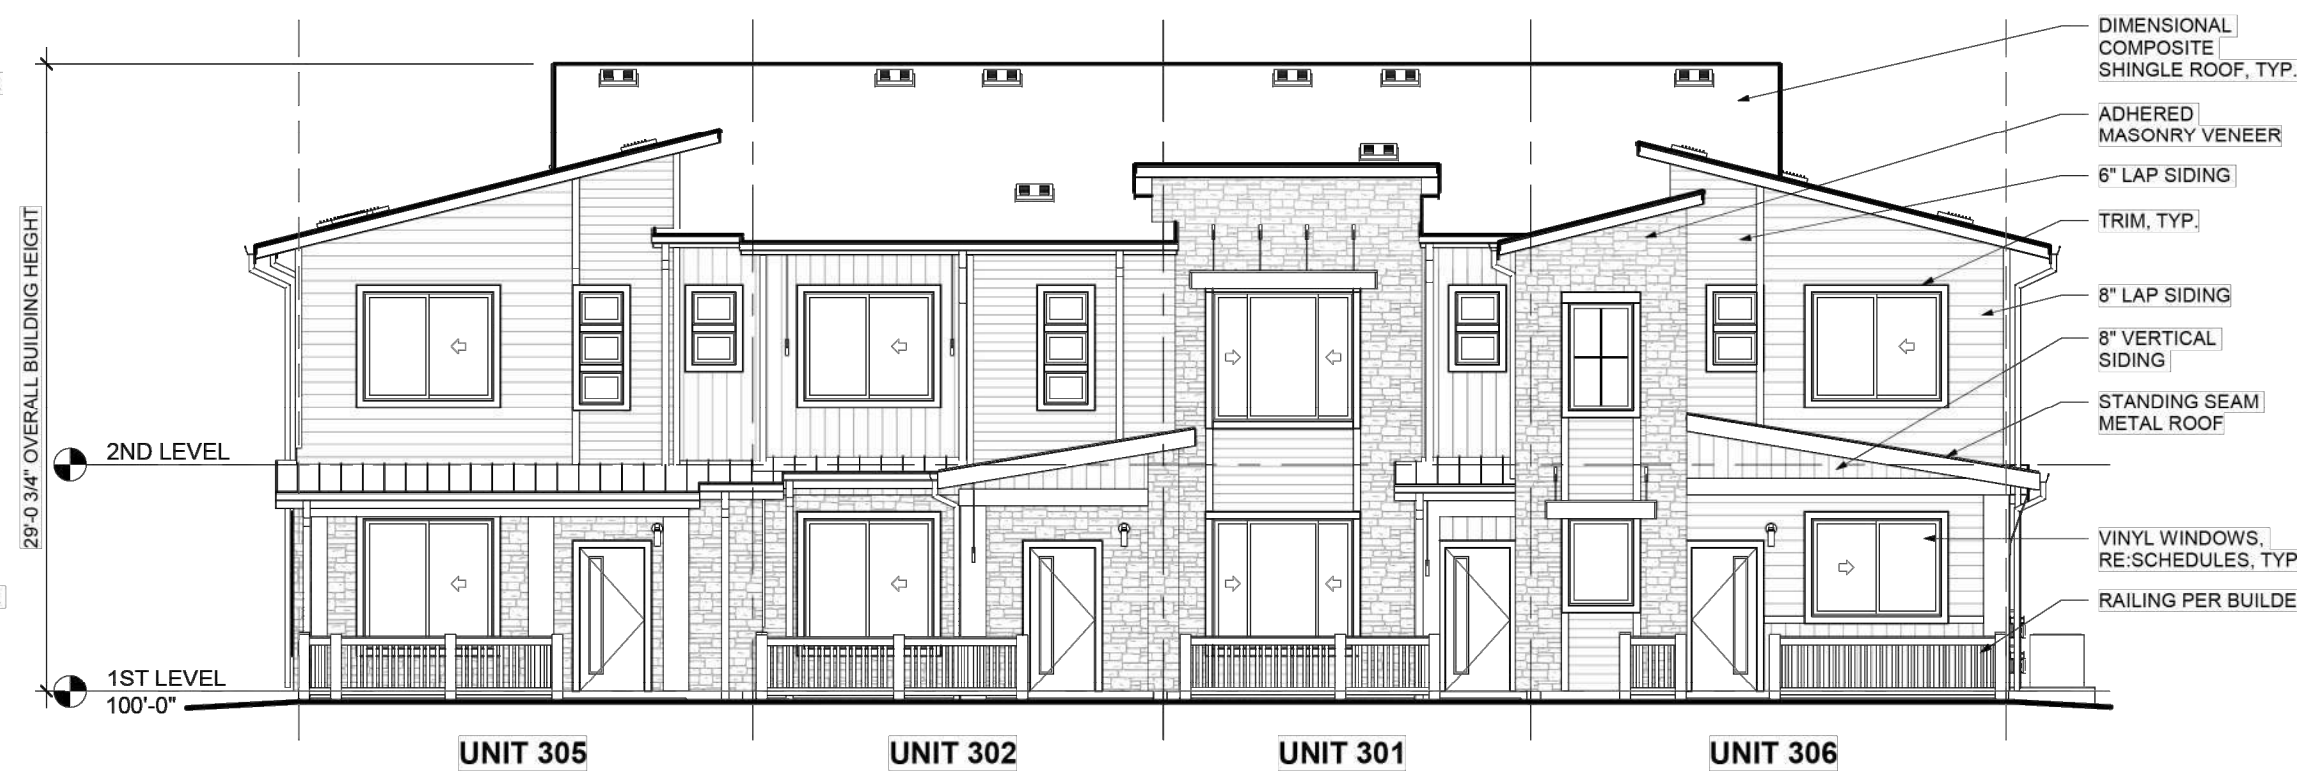 DIMENSIONAL
COMPOSITE
SHINGLE ROOF, TYP.
ADHERED
MASONRY VENEER
6" LAP SIDING
TRIM, TYP.
8" LAP SIDING
8" VERTICAL
SIDING
STANDING SEAM
METAL ROOF
VINYL WINDOWS,
RE:SCHEDULES, TYP
RAILING PER BUILDE
29'-0 3/4" OVERALL BUILDING HEIGHT
2ND LEVEL
1ST LEVEL
100'-0"
UNIT 305
UNIT 302
UNIT 301
UNIT 306